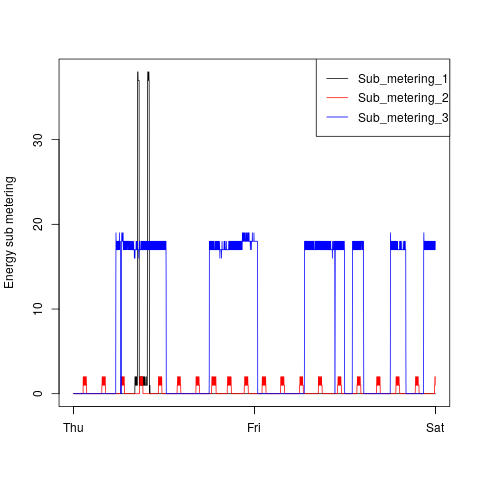 Sub_metering_1
Sub_metering_2
Sub_metering_3
Energy sub metering
30
20
10
0
Thu Fri Sat